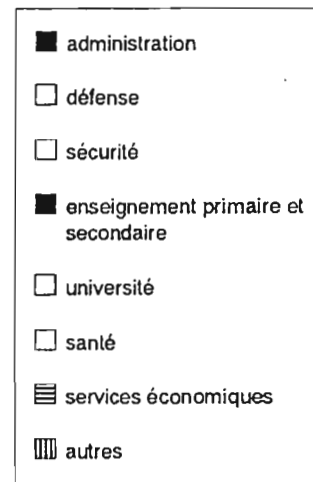 administration
défense
sécurité
enseignement primaire et
secondaire
université
santé
services économiques
autres